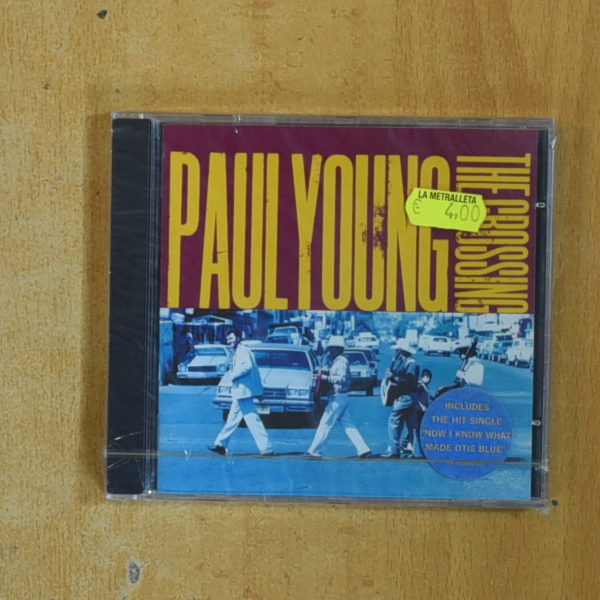 PAUL YOUNG
THE CROSSING
LA METRALLETA
€ 4,00
INCLUDES
THE HIT SINGLE
'NOW I KNOW WHAT
MADE OTIS BLUE'